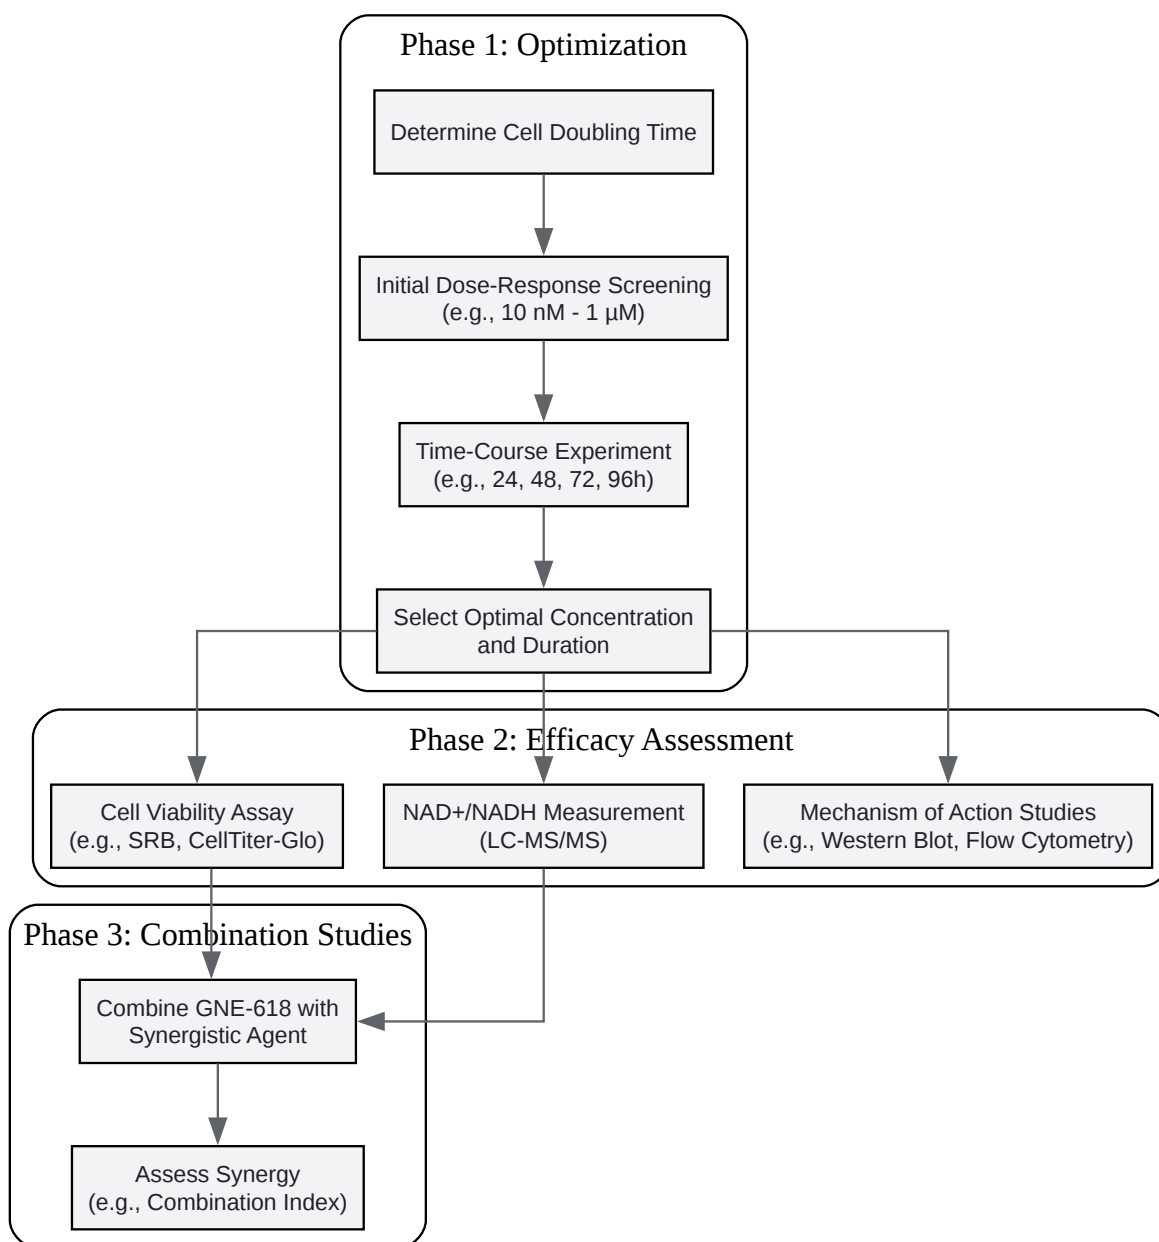 Phase 1: Optimization
Determine Cell Doubling Time
Initial Dose-Response Screening
(e.g., 10 nM - 1 µM)
Time-Course Experiment
(e.g., 24, 48, 72, 96h)
Select Optimal Concentration
and Duration
Phase 2: Efficacy Assessment
Cell Viability Assay
(e.g., SRB, CellTiter-Glo)
NAD+/NADH Measurement
(LC-MS/MS)
Mechanism of Action Studies
(e.g., Western Blot, Flow Cytometry)
Phase 3: Combination Studies
Combine GNE-618 with
Synergistic Agent
Assess Synergy
(e.g., Combination Index)